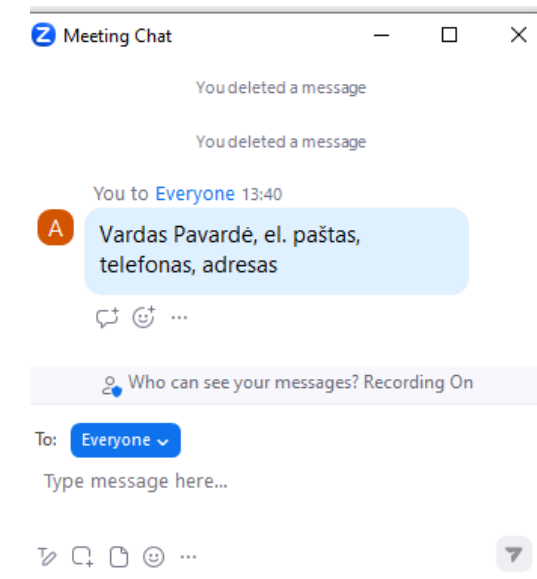 Meeting Chat
You deleted a message
You deleted a message
You to Everyone 13:40
A
Vardas Pavardė, el. paštas,
telefonas, adresas
Who can see your messages? Recording On
To: Everyone
Type message here...